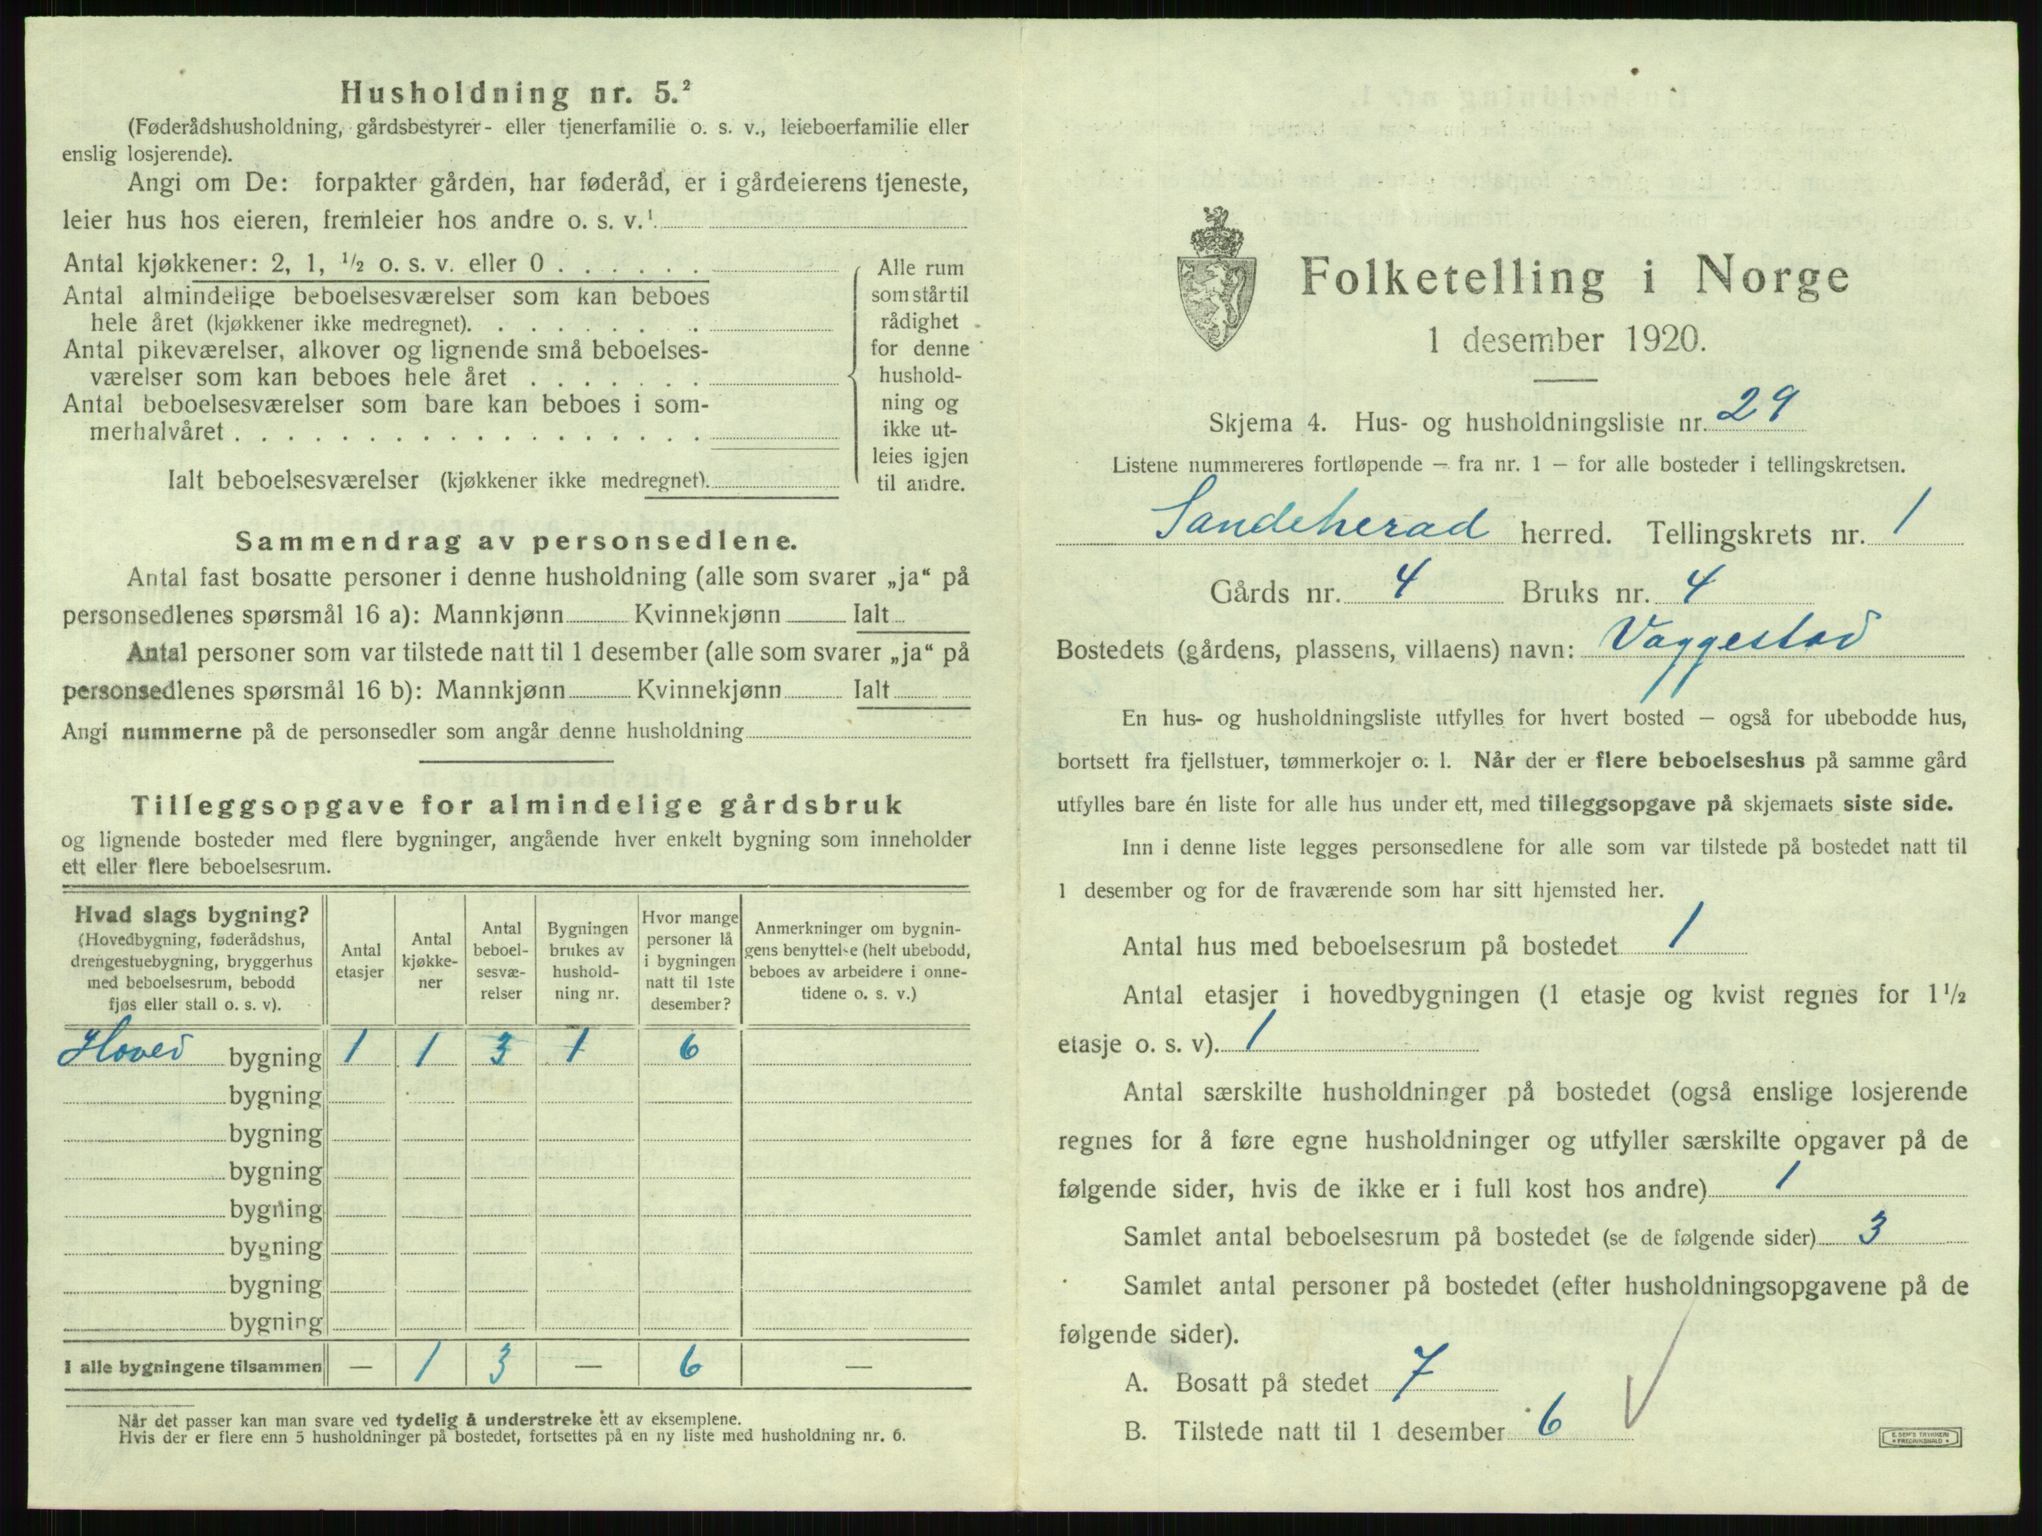 Husholdning nr. 5.²
(Føderådshusholdning, gårdsbestyrer- eller tjenerfamilie o. s. v., leieboerfamilie eller
enslig losjerende).
Angi om De: forpakter gården, har føderåd, er i gårdeierens tjeneste,
leier hus hos eieren, fremleier hos andre o. s. v.¹
Antal kjøkkener: 2, 1, ½ o. s. v. eller 0 . . . . . .
Antal almindelige beboelsesværelser som kan beboes
hele året (kjøkkener ikke medregnet). . . . . . . . .
Antal pikeværelser, alkover og lignende små beboelses-
værelser som kan beboes hele året . . . . . . .
Antal beboelsesværelser som bare kan beboes i som-
merhalvåret . . . . . . . . . . . . . . . . . .
Ialt beboelsesværelser (kjøkkener ikke medregnet).
Alle rum
som står til
rådighet
for denne
hushold-
ning og
ikke ut-
leies igjen
til andre.
Sammendrag av personsedlene.
Antal fast bosatte personer i denne husholdning (alle som svarer „ja“ på
personsedlenes spørsmål 16 a): Mannkjønn Kvinnekjønn Ialt
Antal personer som var tilstede natt til 1 desember (alle som svarer „ja“ på
personsedlenes spørsmål 16 b): Mannkjønn Kvinnekjønn Ialt
Angi nummerne på de personsedler som angår denne husholdning
Tilleggsopgave for almindelige gårdsbruk
og lignende bosteder med flere bygninger, angående hver enkelt bygning som inneholder
ett eller flere beboelsesrum.
Hvad slags bygning?
(Hovedbygning, føderådshus,
drengestuebygning, bryggerhus
med beboelsesrum, bebodd
fjøs eller stall o. s. v).
Antal
etasjer
Antal
kjøkke-
ner
Antal
beboel-
sesvæ-
relser
Bygningen
brukes av
hushold-
ning nr.
Hvor mange
personer lå
i bygningen
natt til 1ste
desember?
Anmerkninger om bygnin-
gens benyttelse (helt ubebodd,
beboes av arbeidere i onne-
tidene o. s. v.)
Hoved bygning 1 1 3 1 6
bygning
bygning
bygning
bygning
bygning
bygning
bygning
I alle bygningene tilsammen — 1 3 — 6 —
Når det passer kan man svare ved tydelig å understreke ett av eksemplene.
Hvis der er flere enn 5 husholdninger på bostedet, fortsettes på en ny liste med husholdning nr. 6.
Folketelling i Norge
1 desember 1920.
Skjema 4. Hus- og husholdningsliste nr. 29
Listene nummereres fortløpende — fra nr. 1 — for alle bosteder i tellingskretsen.
Sandeherad herred. Tellingskrets nr. 1
Gårds nr. 4 Bruks nr. 4
Bostedets (gårdens, plassens, villaens) navn: Vaggestad
En hus- og husholdningsliste utfylles for hvert bosted — også for ubebodde hus,
bortsett fra fjellstuer, tømmerkojer o. l. Når der er flere beboelseshus på samme gård
utfylles bare én liste for alle hus under ett, med tilleggsopgave på skjemaets siste side.
Inn i denne liste legges personsedlene for alle som var tilstede på bostedet natt til
1 desember og for de fraværende som har sitt hjemsted her.
Antal hus med beboelsesrum på bostedet 1
Antal etasjer i hovedbygningen (1 etasje og kvist regnes for 1 ½
etasje o. s. v). 1
Antal særskilte husholdninger på bostedet (også enslige losjerende
regnes for å føre egne husholdninger og utfyller særskilte opgaver på de
følgende sider, hvis de ikke er i full kost hos andre) 1
Samlet antal beboelsesrum på bostedet (se de følgende sider) 3
Samlet antal personer på bostedet (efter husholdningsopgavene på de
følgende sider).
A. Bosatt på stedet 7
B. Tilstede natt til 1 desember 6
E. SEM'S TRYKKERI
FREDRIKSHALD